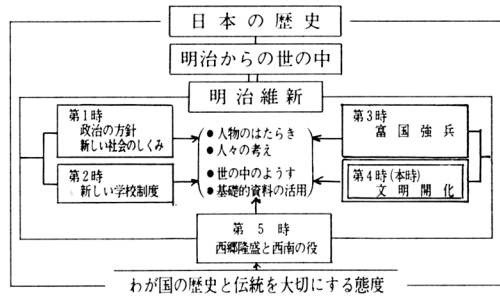 日本の歴史
明治からの世の中
明治維新
第1時
政治の方針
新しい社会のしくみ
第2時
新しい学校制度
●人物のはたらき
●人々の考え
●世の中のようす
●基礎的資料の活用
第3時
富国強兵
第4時(本時)
文明開化
第5時
西郷隆盛と西南の役
わが国の歴史と伝統を大切にする態度